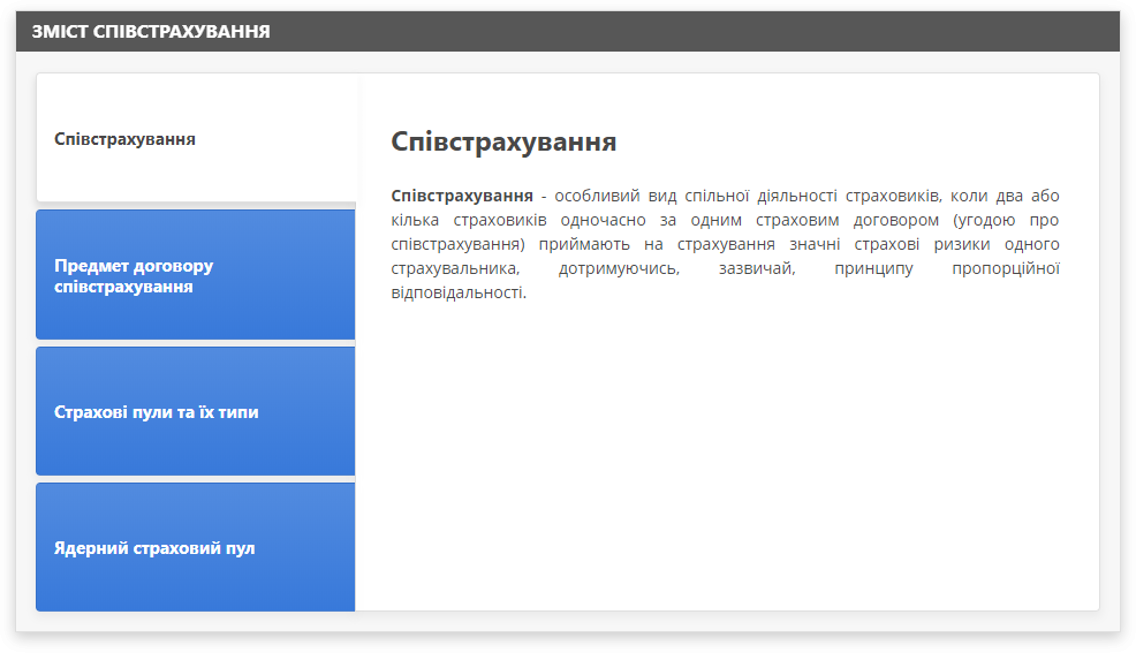 ЗМІСТ СПІВСТРАХУВАННЯ
Співстрахування
Предмет договору
співстрахування
Страхові пули та їх типи
Ядерний страховий пул
Співстрахування
Співстрахування - особливий вид спільної діяльності страховиків, коли два або
кілька страховиків одночасно за одним страховим договором (угодою про
співстрахування) приймають на страхування значні страхові ризики одного
страхувальника, дотримуючись, зазвичай, принципу пропорційної
відповідальності.